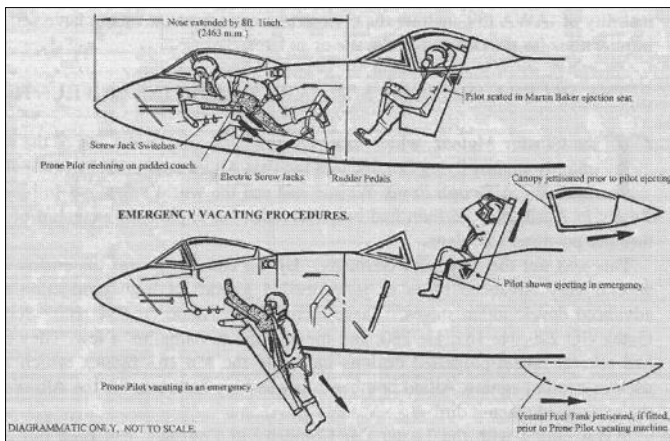 Nose extended by 8ft. 1inch.
(2463 m.m.)
Pilot seated in Martin Baker ejection seat.
Screw Jack Switches.
Prone Pilot reclining on padded couch.
Electric Screw Jacks.
Rudder Pedals.
Canopy jettisoned prior to pilot ejecting
EMERGENCY VACATING PROCEDURES.
Pilot shown ejecting in emergency.
Prone Pilot vacating in an emergency.
Ventral Fuel Tank jettisoned, if fitted,
prior to Prone Pilot vacating machine.
DIAGRAMMATIC ONLY, NOT TO SCALE.